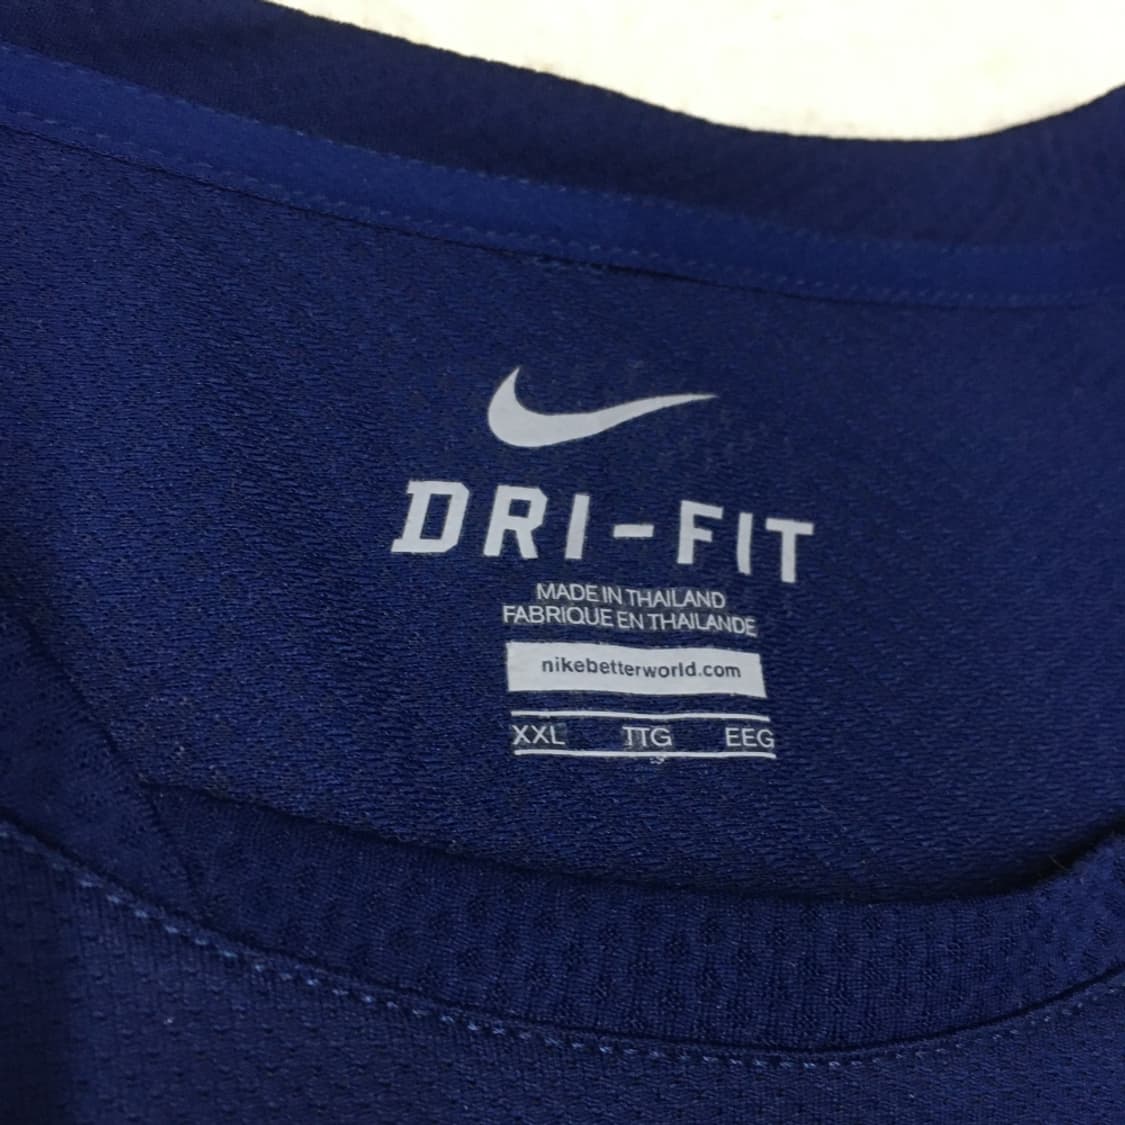 DRI-FIT
MADE IN THAILAND
FABRIQUE EN THAILANDE
nikebetterworld.com
XXL TTG EEG